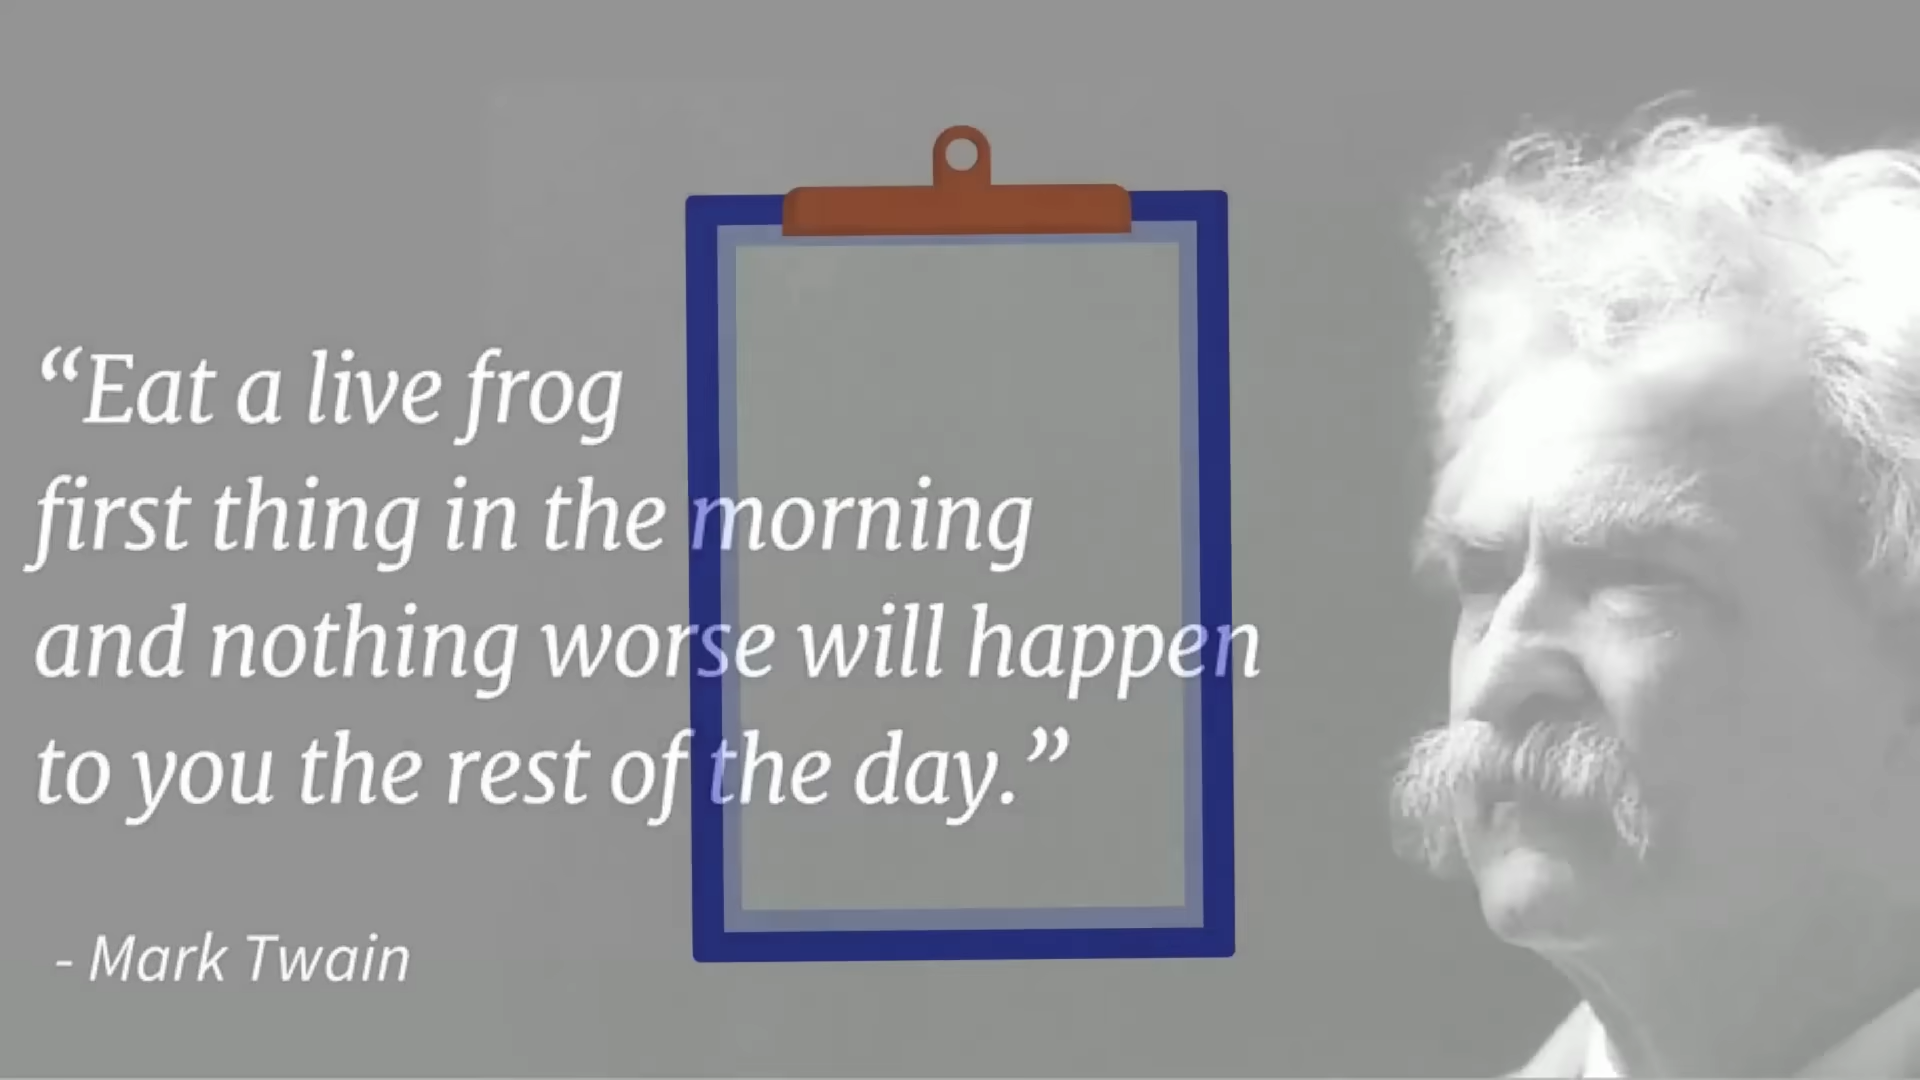 “Eat a live frog
first thing in the morning
and nothing worse will happen
to you the rest of the day.”
- Mark Twain